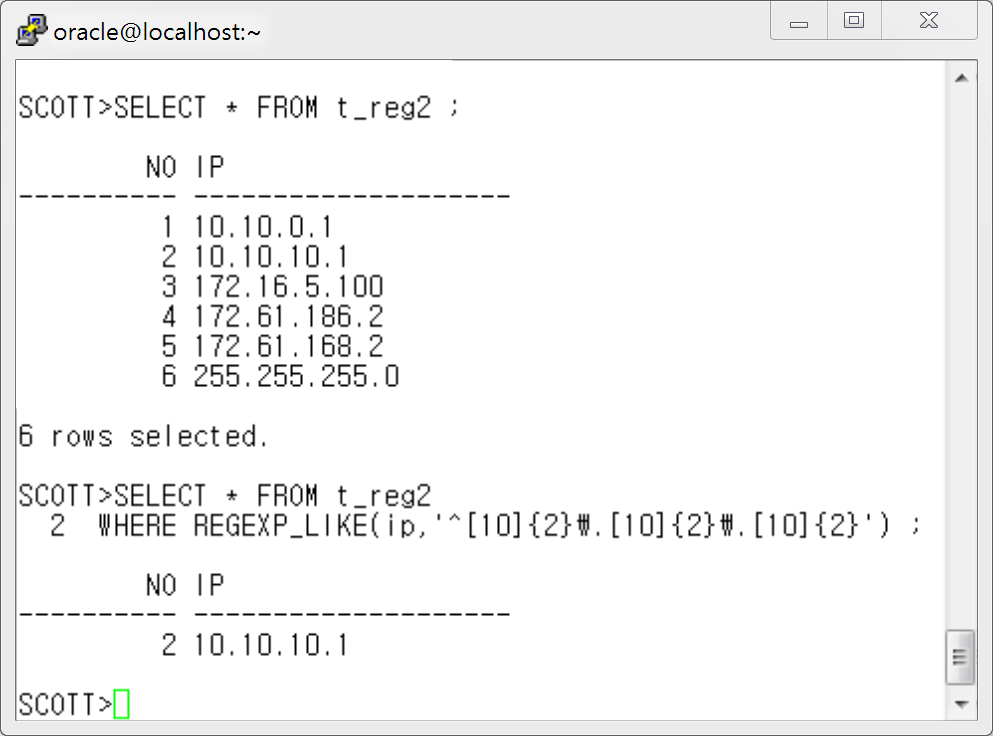 oracle@localhost:~
SCOTT>SELECT * FROM t_reg2 ;
NO IP
---------- --------------------
1 10.10.0.1
2 10.10.10.1
3 172.16.5.100
4 172.61.186.2
5 172.61.168.2
6 255.255.255.0
6 rows selected.
SCOTT>SELECT * FROM t_reg2
2 WHERE REGEXP_LIKE(ip,'^[10]{2}₩.[10]{2}₩.[10]{2}') ;
NO IP
---------- --------------------
2 10.10.10.1
SCOTT>